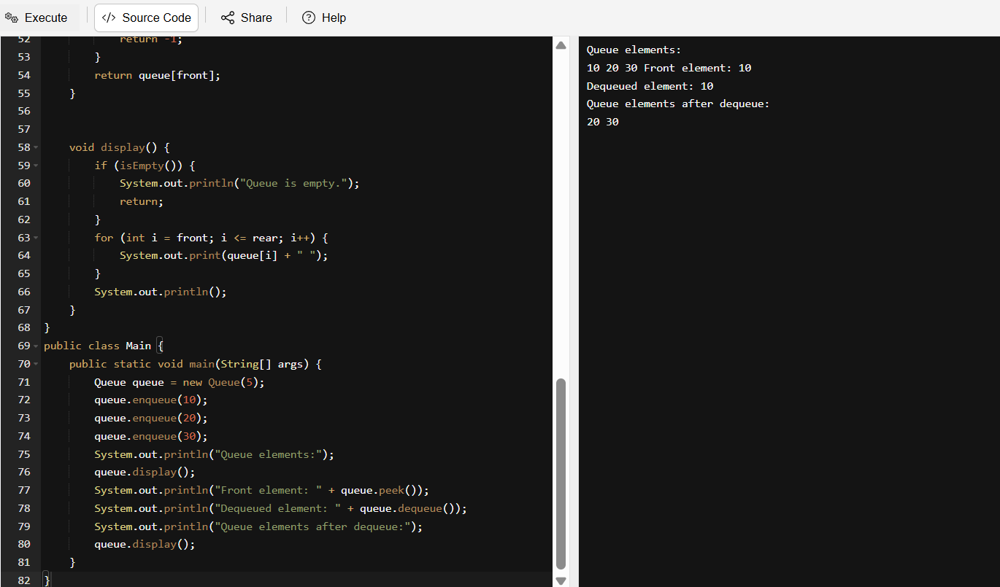 Execute
Source Code
Share
Help
52 return -1;
53 }
54 return queue[front];
55 }
56
57
58 void display() {
59 if (isEmpty()) {
60 System.out.println("Queue is empty.");
61 return;
62 }
63 for (int i = front; i <= rear; i++) {
64 System.out.print(queue[i] + " ");
65 }
66 System.out.println();
67 }
68 }
69 public class Main {
70 public static void main(String[] args) {
71 Queue queue = new Queue(5);
72 queue.enqueue(10);
73 queue.enqueue(20);
74 queue.enqueue(30);
75 System.out.println("Queue elements:");
76 queue.display();
77 System.out.println("Front element: " + queue.peek());
78 System.out.println("Dequeued element: " + queue.dequeue());
79 System.out.println("Queue elements after dequeue:");
80 queue.display();
81 }
82 }
Queue elements:
10 20 30 Front element: 10
Dequeued element: 10
Queue elements after dequeue:
20 30